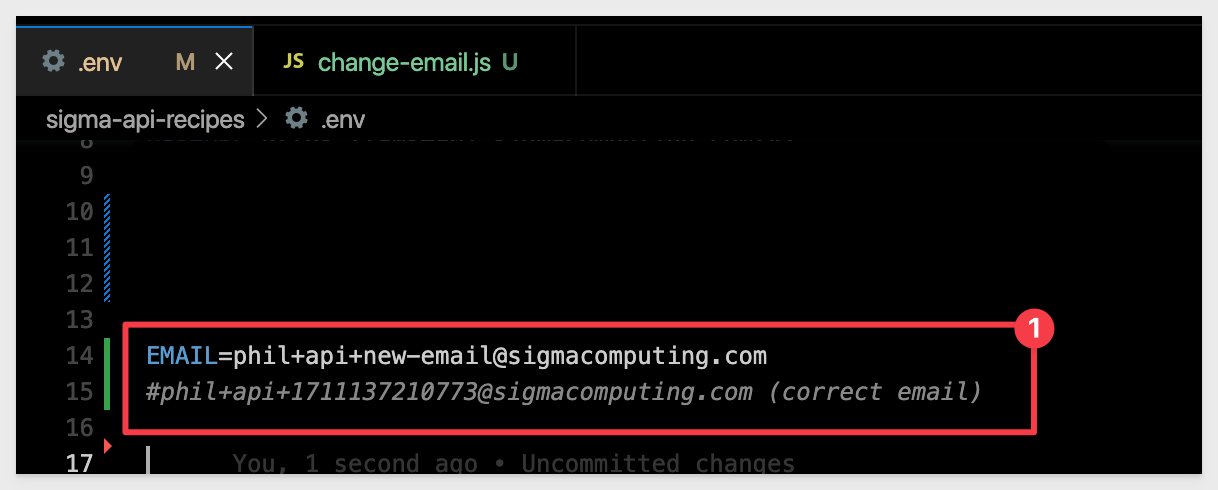 .env M
JS change-email.js U
sigma-api-recipes > .env
8
9
10
11
12
13
1
14 EMAIL=phil+api+new-email@sigmacomputing.com
15 #phil+api+1711137210773@sigmacomputing.com (correct email)
16
17 You, 1 second ago • Uncommitted changes